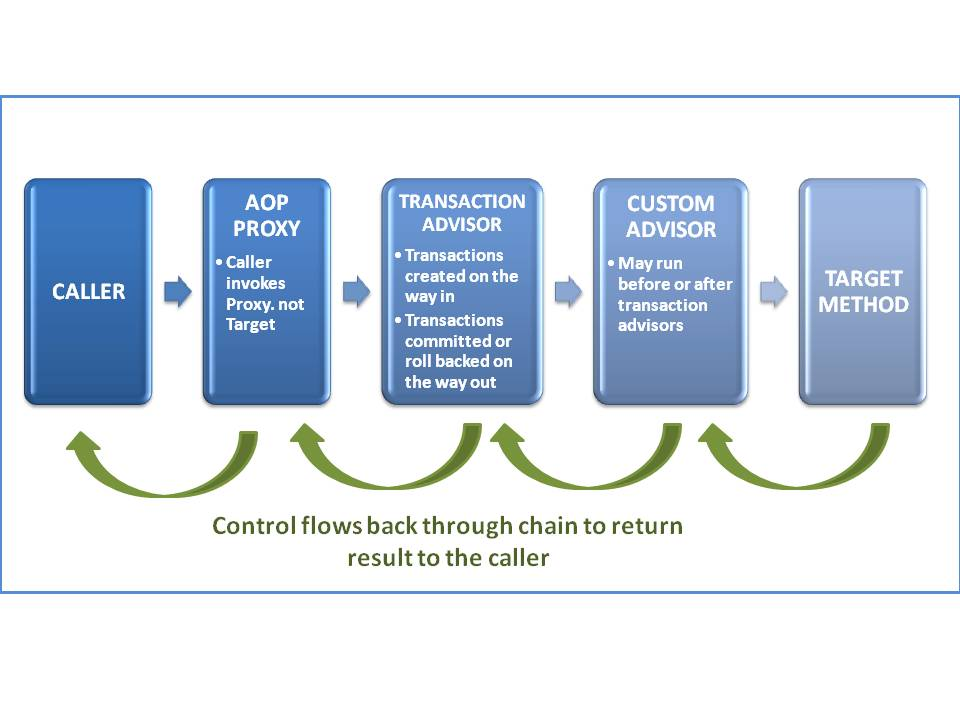 CALLER
AOP
PROXY
• Caller
invokes
Proxy. not
Target
TRANSACTION
ADVISOR
• Transactions
created on the
way in
• Transactions
committed or
roll backed on
the way out
CUSTOM
ADVISOR
• May run
before or after
transaction
advisors
TARGET
METHOD
Control flows back through chain to return
result to the caller